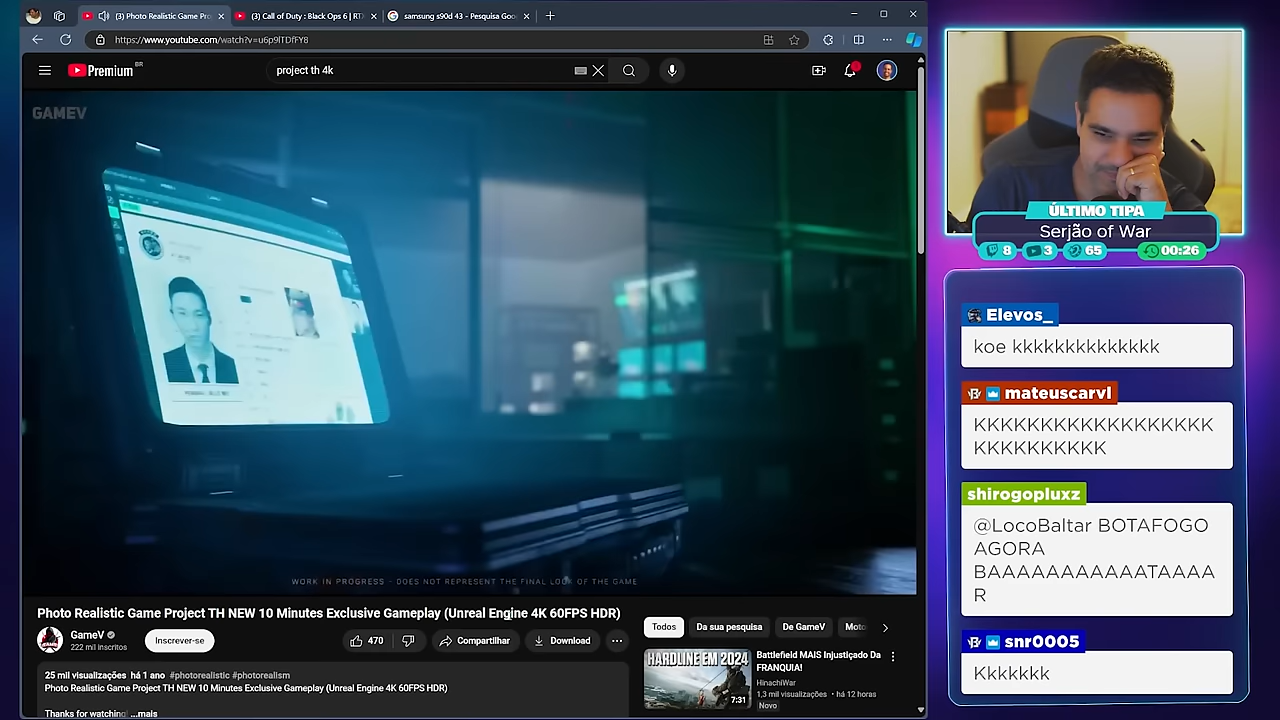 (3) Photo Realistic Game Pro
(3) Call of Duty : Black Ops 6 | RT
samsung s90d 43 - Pesquisa Goo
https://www.youtube.com/watch?v=u6p9lTDfFY8
Premium BR
project th 4k
GAMEV
WORK IN PROGRESS - DOES NOT REPRESENT THE FINAL LOOK OF THE GAME
Photo Realistic Game Project TH NEW 10 Minutes Exclusive Gameplay (Unreal Engine 4K 60FPS HDR)
GameV
222 mil inscritos
Inscrever-se
470
Compartilhar
Download
25 mil visualizações há 1 ano #photorealistic #photorealism
Photo Realistic Game Project TH NEW 10 Minutes Exclusive Gameplay (Unreal Engine 4K 60FPS HDR)
Thanks for watching! ...mais
Todos
Da sua pesquisa
De GameV
Moto
HARDLINE EM 2024
7:31
Battlefield MAIS Injustiçado Da
FRANQUIA!
HinachiWar
1,3 mil visualizações • há 12 horas
Novo
ÚLTIMO TIPA
Serjão of War
8
3
65
00:26
Elevos_
koe kkkkkkkkkkkkkk
mateuscarvl
KKKKKKKKKKKKKKKKKK
KKKKKKKKKK
shirogopluxz
@LocoBaltar BOTAFOGO
AGORA
BAAAAAAAAAAATAAAA
R
snr0005
Kkkkkkk